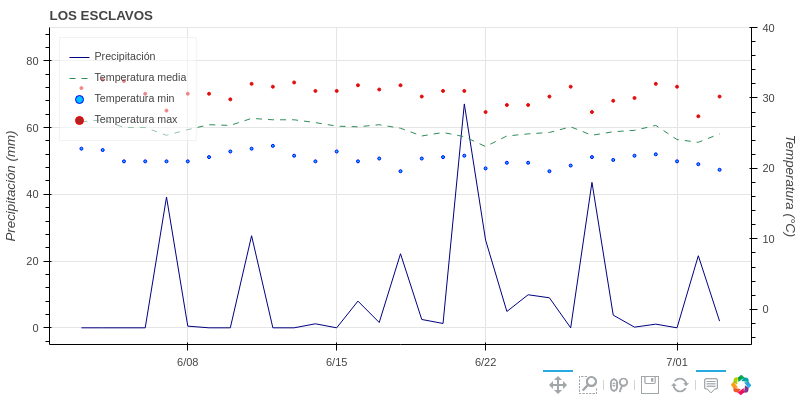 LOS ESCLAVOS
Precipitación
Temperatura media
Temperatura min
Temperatura max
Precipitación (mm)
80
60
40
20
0
Temperatura (°C)
40
30
20
10
0
6/08
6/15
6/22
7/01